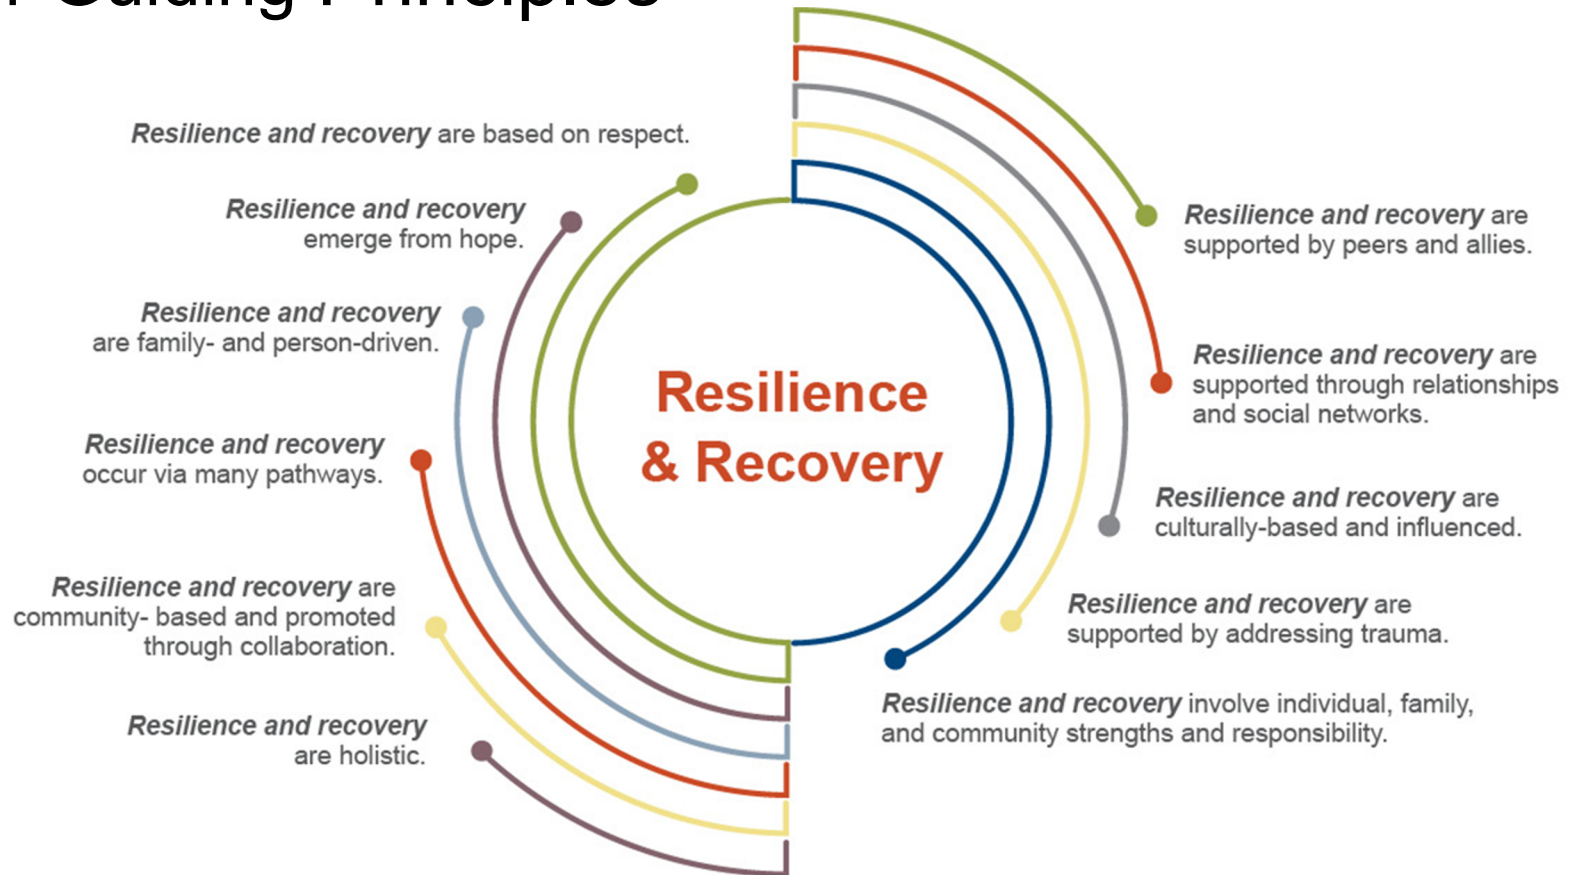 Guiding Principles
Resilience and recovery are based on respect.
Resilience and recovery
emerge from hope.
Resilience and recovery
are family- and person-driven.
Resilience and recovery
occur via many pathways.
Resilience and recovery are
community- based and promoted
through collaboration.
Resilience and recovery
are holistic.
Resilience
& Recovery
Resilience and recovery are
supported by peers and allies.
Resilience and recovery are
supported through relationships
and social networks.
Resilience and recovery are
culturally-based and influenced.
Resilience and recovery are
supported by addressing trauma.
Resilience and recovery involve individual, family,
and community strengths and responsibility.